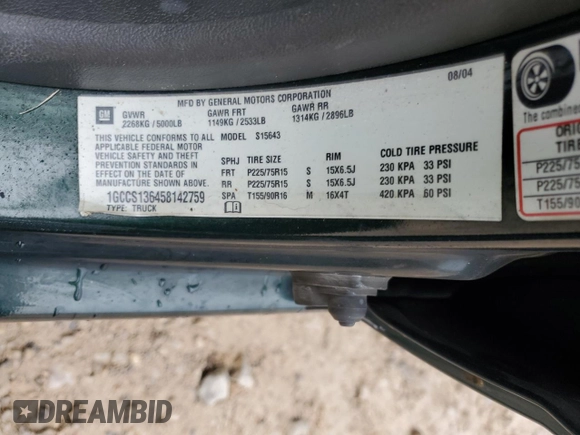 08/04
MFD BY GENERAL MOTORS CORPORATION
GM GVWR GAWR FRT GAWR RR
2268KG / 5000LB 1149KG / 2533LB 1314KG / 2896LB
THIS VEHICLE CONFORMS TO ALL MODEL S15643
APPLICABLE FEDERAL MOTOR
VEHICLE SAFETY AND THEFT SPHJ TIRE SIZE RIM COLD TIRE PRESSURE
PREVENTION STANDARDS IN FRT P225/75R15 S 15X6.5J 230 KPA 33 PSI
EFFECT ON THE DATE OF RR P225/75R15 S 15X6.5J 230 KPA 33 PSI
MANUFACTURE SHOWN ABOVE. SPA T155/90R16 M 16X4T 420 KPA 60 PSI
1GCCS136458142759
TYPE: TRUCK
The combined
P225/75R15
P225/75R15
T155/90
DREAMBID